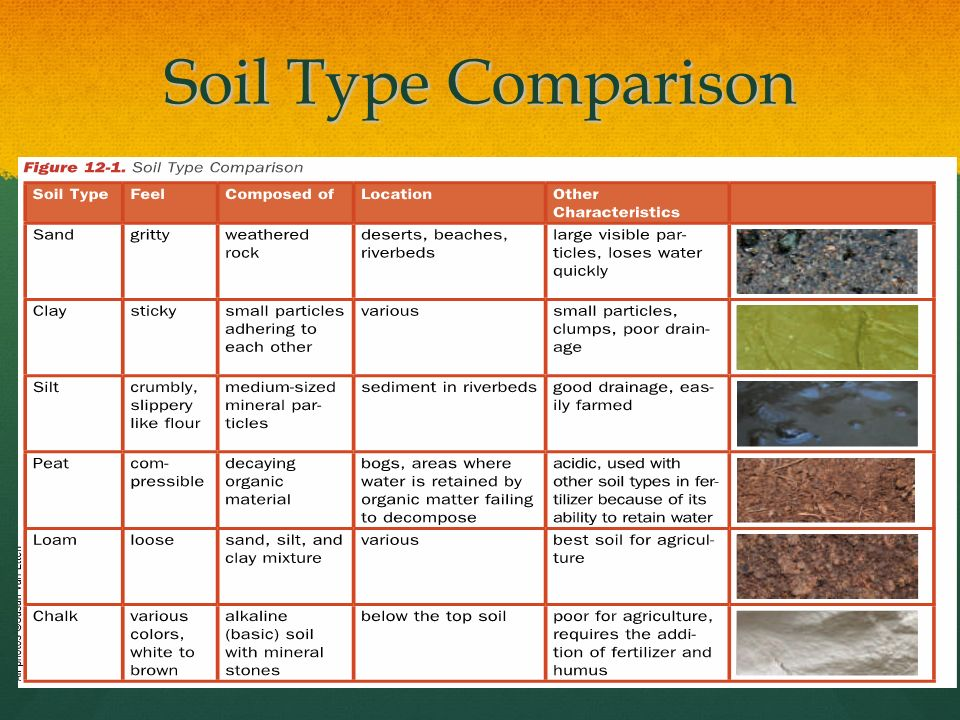 Soil Type Comparison
Figure 12-1. Soil Type Comparison
Soil Type Feel Composed of Location Other
Characteristics
Sand gritty weathered deserts, beaches, large visible par-
rock riverbeds ticles, loses water
quickly
Clay sticky small particles various small particles,
adhering to clumps, poor drain-
each other age
Silt crumbly, medium-sized sediment in riverbeds good drainage, eas-
slippery mineral par- ily farmed
like flour ticles
Peat com- decaying bogs, areas where acidic, used with
pressible organic water is retained by other soil types in fer-
material organic matter failing tilizer because of its
to decompose ability to retain water
Loam loose sand, silt, and various best soil for agricul-
clay mixture ture
Chalk various alkaline below the top soil poor for agriculture,
colors, (basic) soil requires the addi-
white to with mineral tion of fertilizer and
brown stones humus